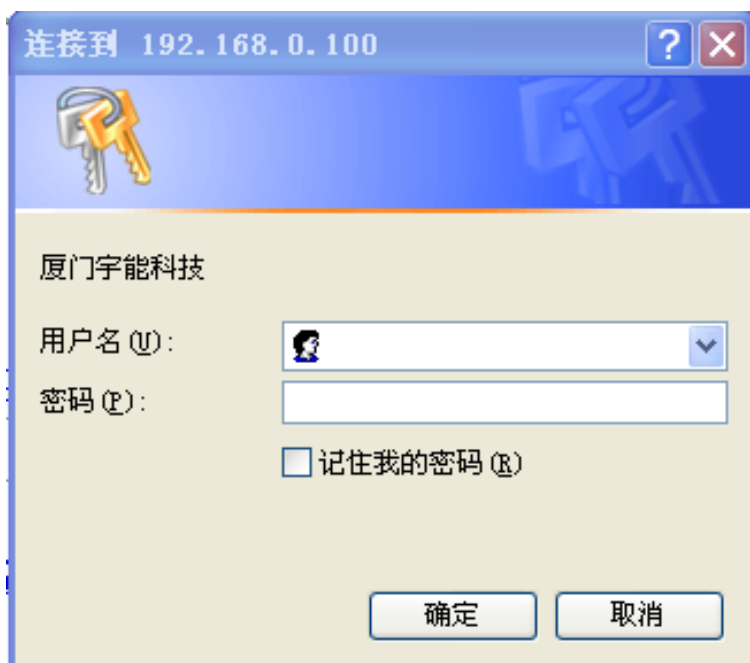 连接到 192.168.0.100
厦门宇能科技
用户名(U):
密码(P):
记住我的密码(R)
确定 取消